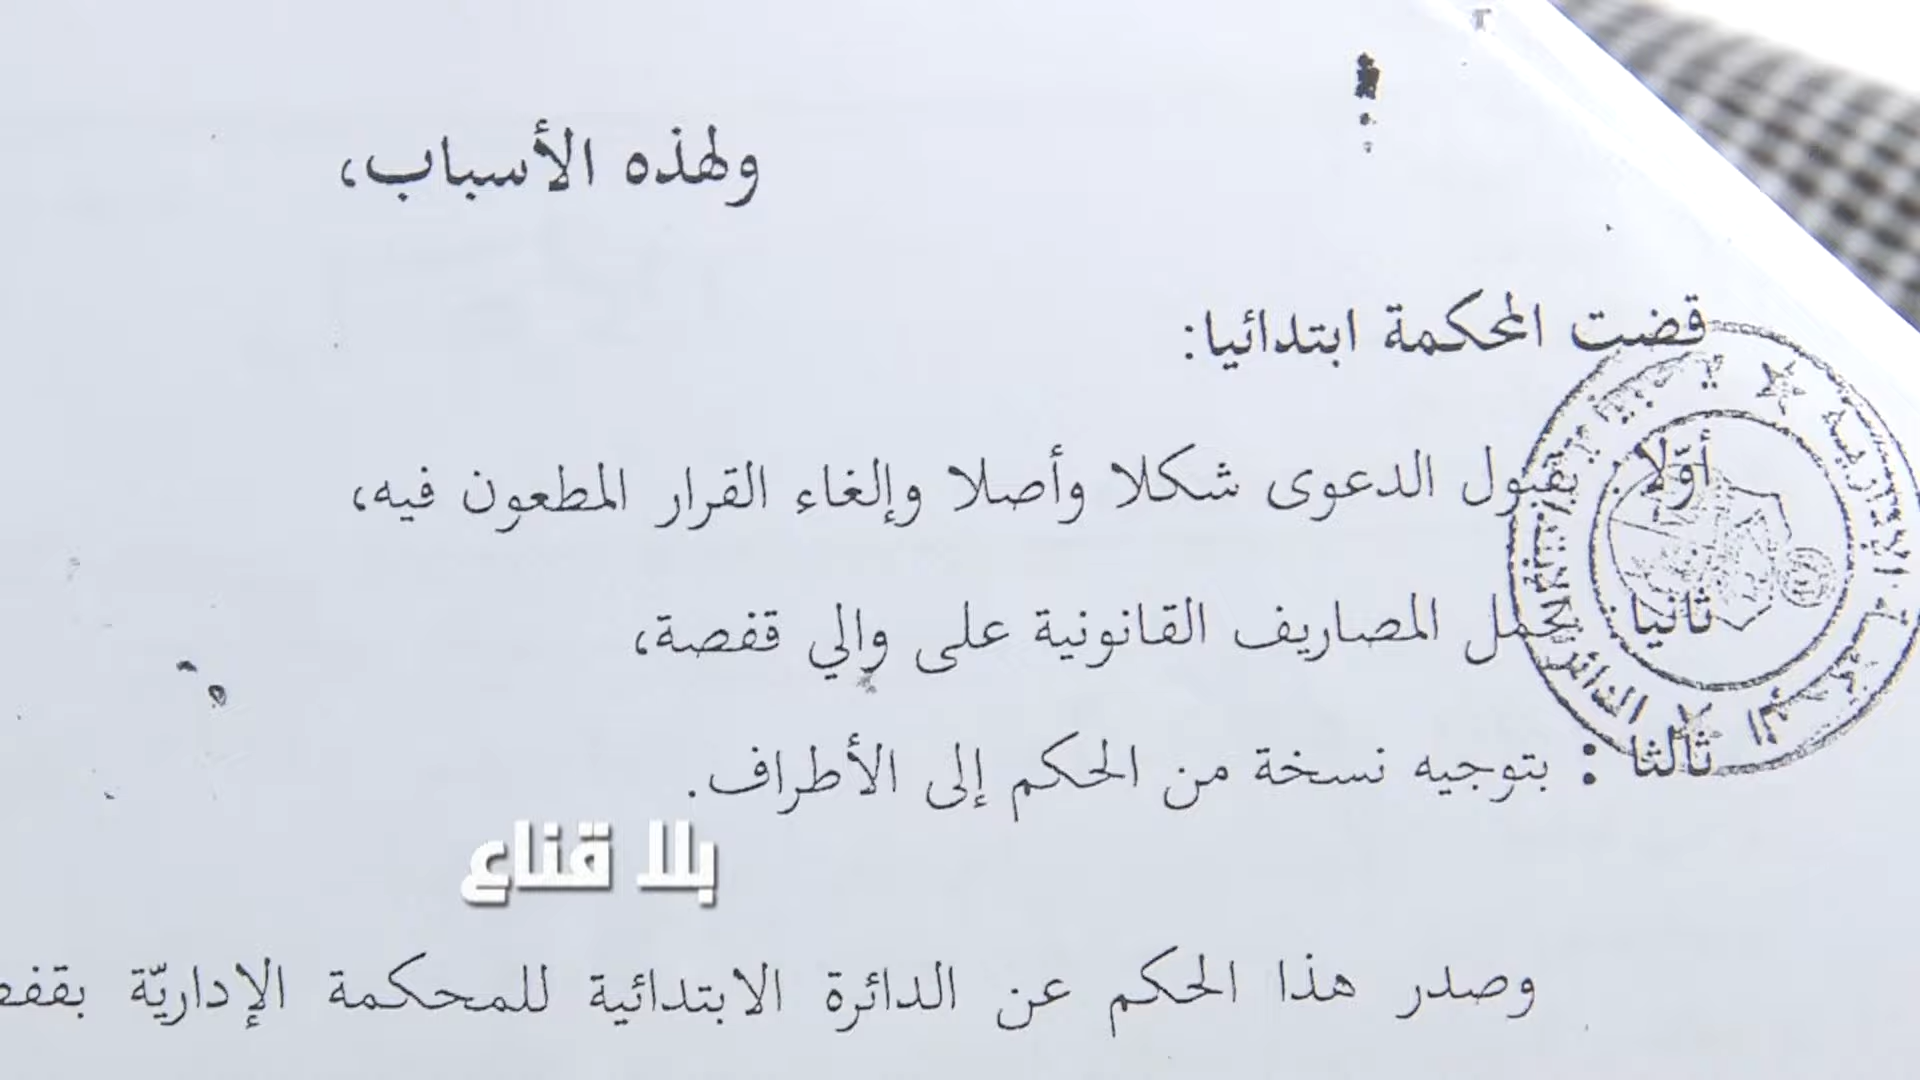 ولهذه الأسباب،
قضت المحكمة ابتدائيا:
أوّلا : بقبول الدعوى شكلا وأصلا وإلغاء القرار المطعون فيه،
ثانيا : بحمل المصاريف القانونية على والي قفصة،
ثالثا : بتوجيه نسخة من الحكم إلى الأطراف.
بلا قناع
وصدر هذا الحكم عن الدائرة الابتدائية للمحكمة الإداريّة